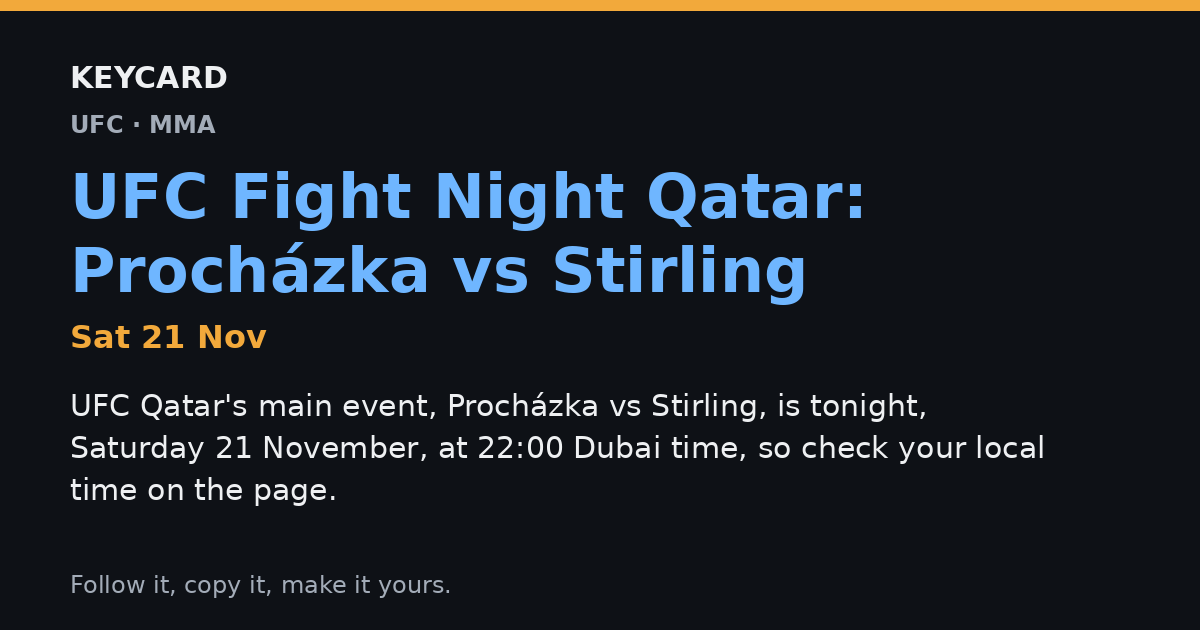 KEYCARD
UFC · MMA
UFC Fight Night Qatar:
Procházka vs Stirling
Sat 21 Nov
UFC Qatar's main event, Procházka vs Stirling, is tonight,
Saturday 21 November, at 22:00 Dubai time, so check your local
time on the page.
Follow it, copy it, make it yours.